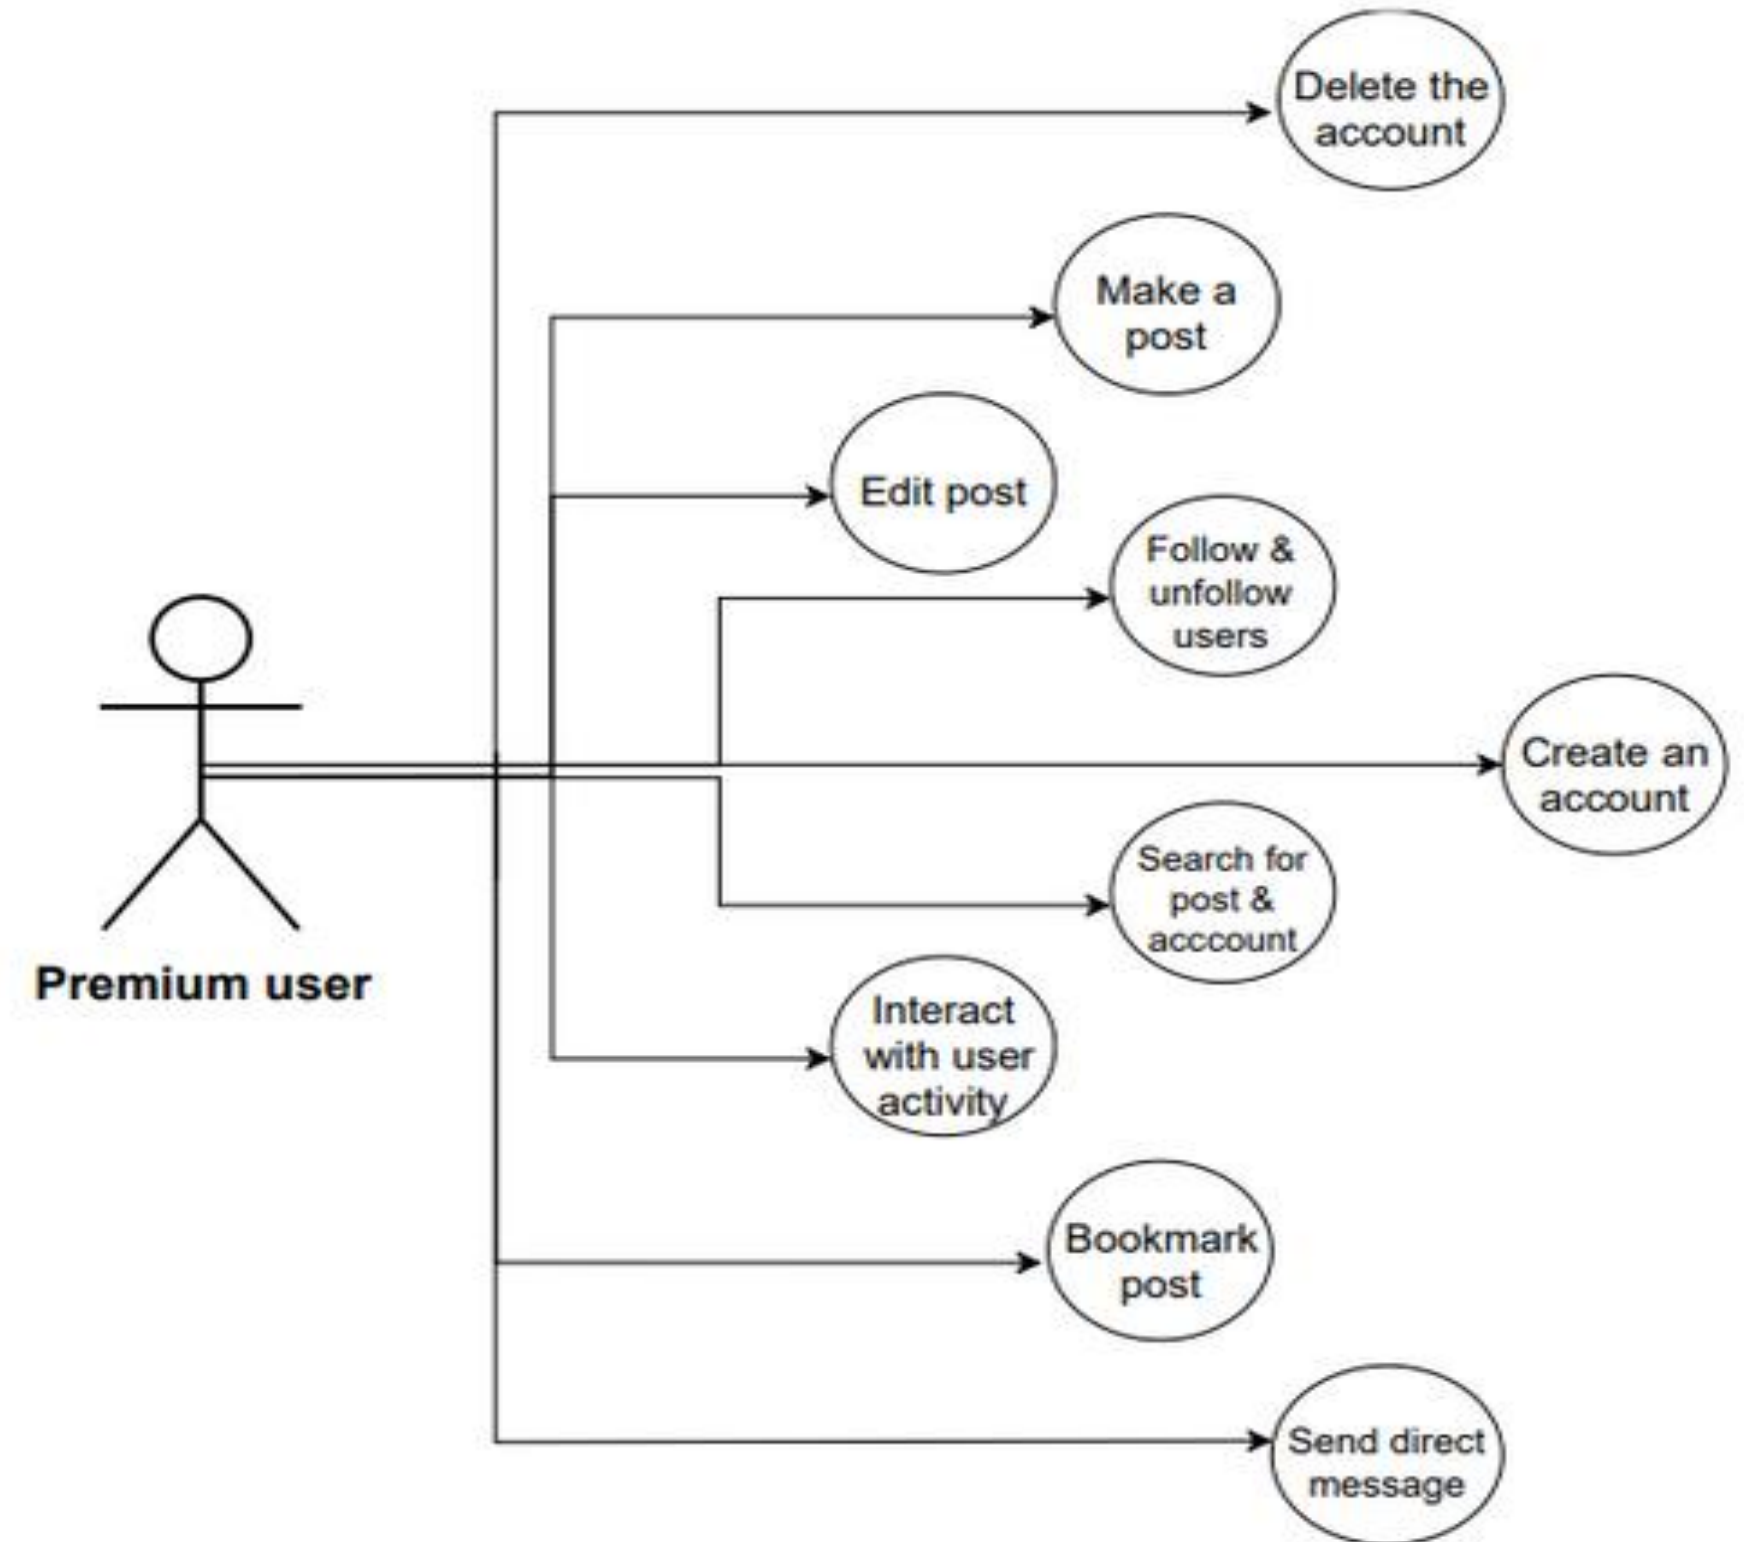 Delete the
account
Make a
post
Edit post
Follow &
unfollow
users
Create an
account
Search for
post &
acccount
Premium user
Interact
with user
activity
Bookmark
post
Send direct
message